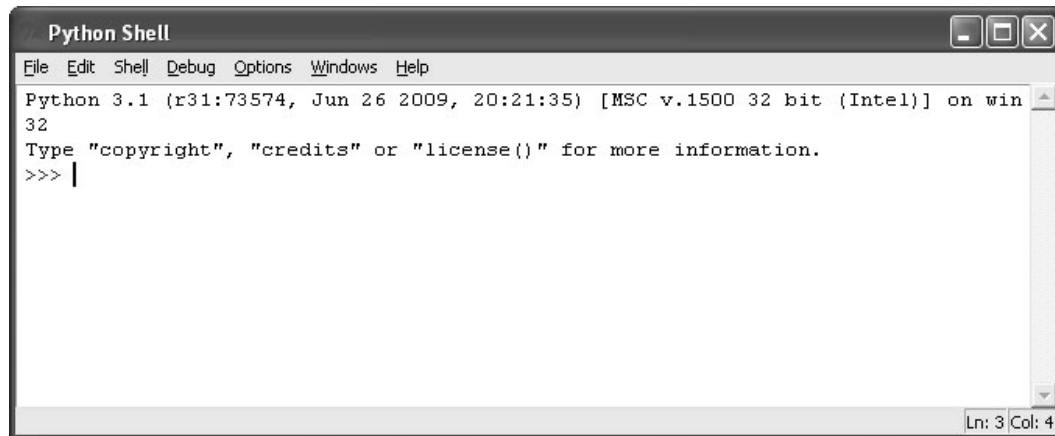 Python Shell
File Edit Shell Debug Options Windows Help
Python 3.1 (r31:73574, Jun 26 2009, 20:21:35) [MSC v.1500 32 bit (Intel)] on win
32
Type "copyright", "credits" or "license()" for more information.
>>>
Ln: 3 Col: 4